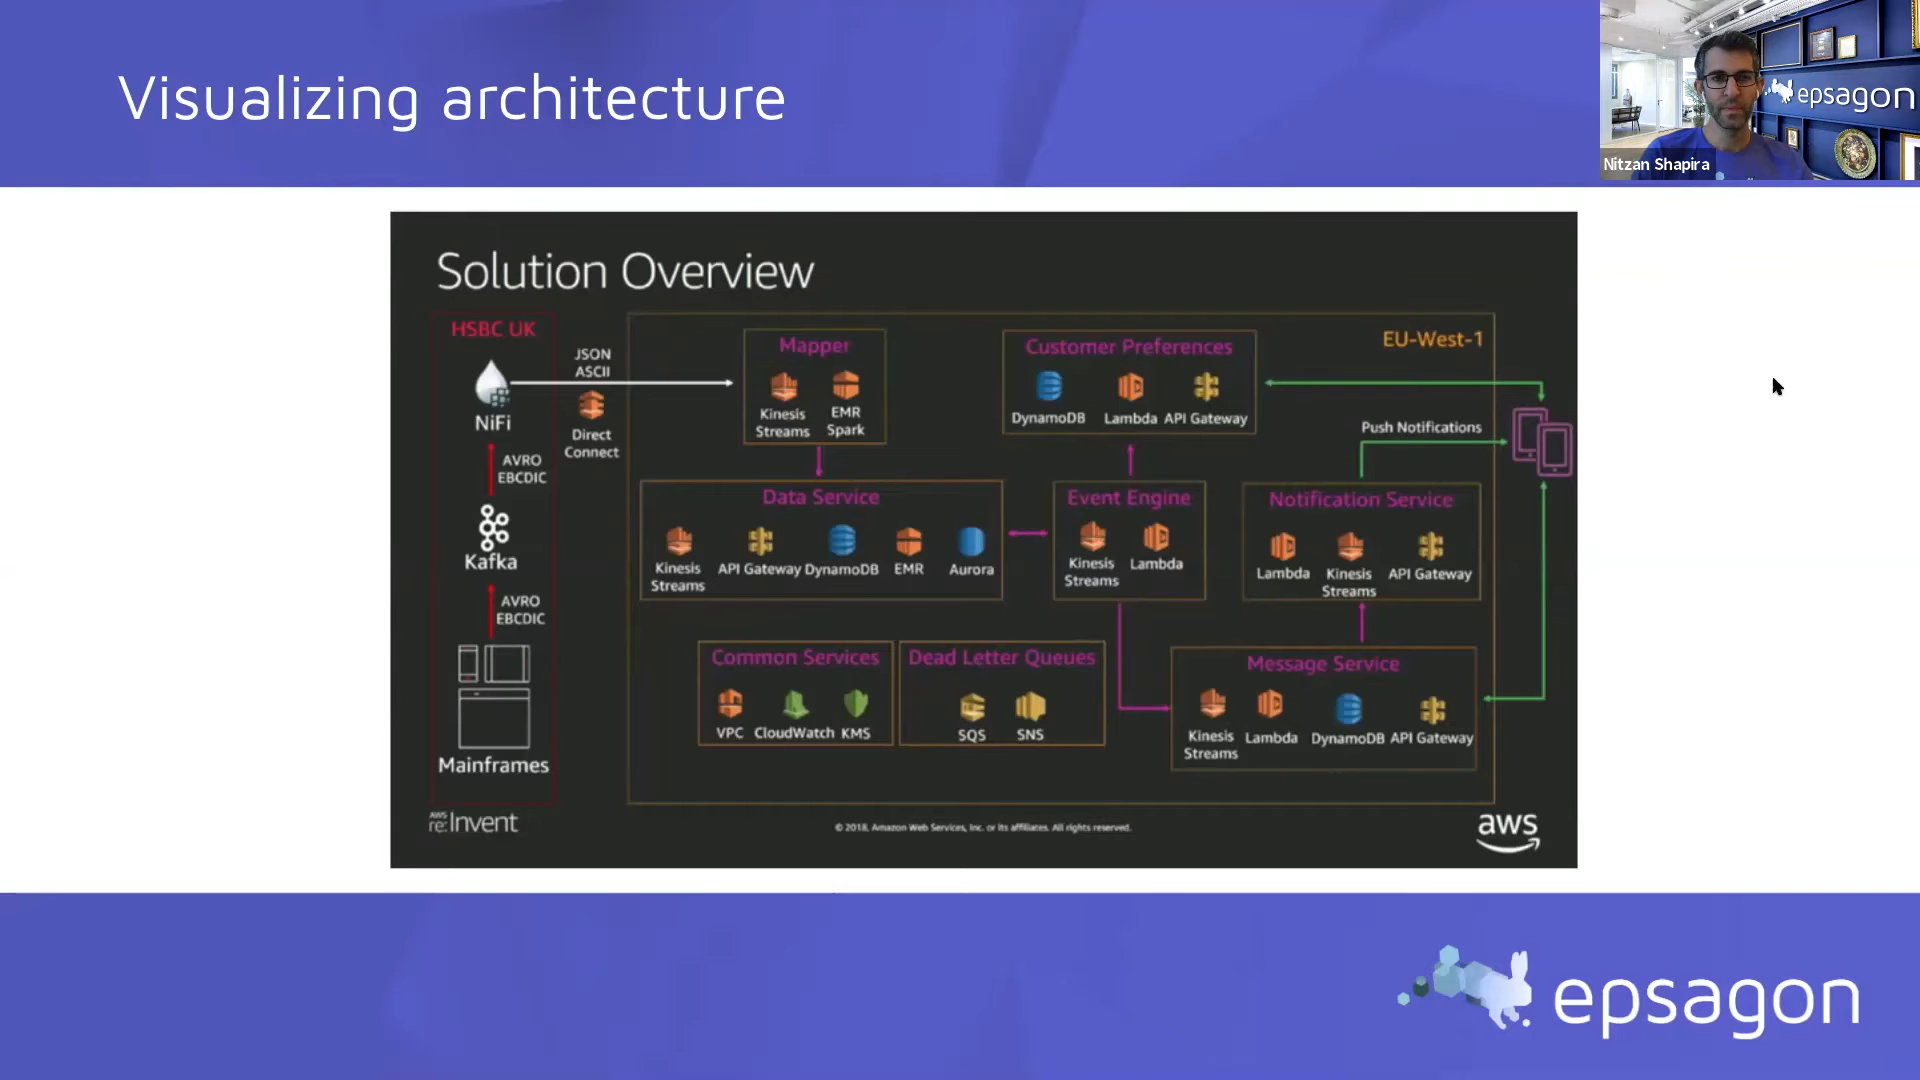 Visualizing architecture
epsagon
Nitzan Shapira
Solution Overview
HSBC UK
NiFi
AVRO
EBCDIC
Kafka
AVRO
EBCDIC
Mainframes
JSON
ASCII
Direct
Connect
EU-West-1
Mapper
Kinesis
Streams
EMR
Spark
Customer Preferences
DynamoDB
Lambda
API Gateway
Push Notifications
Data Service
Kinesis
Streams
API Gateway
DynamoDB
EMR
Aurora
Event Engine
Kinesis
Streams
Lambda
Notification Service
Lambda
Kinesis
Streams
API Gateway
Common Services
VPC
CloudWatch
KMS
Dead Letter Queues
SQS
SNS
Message Service
Kinesis
Streams
Lambda
DynamoDB
API Gateway
AWS
re:Invent
© 2018, Amazon Web Services, Inc. or its affiliates. All rights reserved.
aws
epsagon